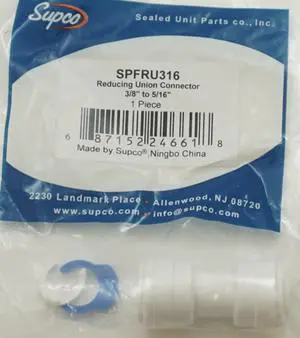 Supco
Sealed Unit Parts co., Inc.
SPFRU316
Reducing Union Connector
3/8" to 5/16"
1 Piece
6 87152 24661 8
Made by Supco®,Ningbo China
2230 Landmark Place • Allenwood, NJ 08720
www.supco.com • info@supco.com